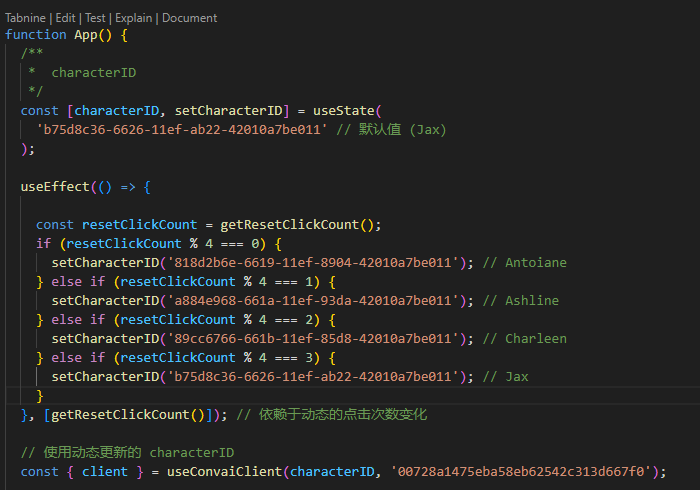 Tabnine | Edit | Test | Explain | Document
function App() {
  /**
   *  characterID
   */
  const [characterID, setCharacterID] = useState(
    'b75d8c36-6626-11ef-ab22-42010a7be011' // 默认值 (Jax)
  );
  useEffect(() => {
    const resetClickCount = getResetClickCount();
    if (resetClickCount % 4 === 0) {
      setCharacterID('818d2b6e-6619-11ef-8904-42010a7be011'); // Antoiane
    } else if (resetClickCount % 4 === 1) {
      setCharacterID('a884e968-661a-11ef-93da-42010a7be011'); // Ashline
    } else if (resetClickCount % 4 === 2) {
      setCharacterID('89cc6766-661b-11ef-85d8-42010a7be011'); // Charleen
    } else if (resetClickCount % 4 === 3) {
      setCharacterID('b75d8c36-6626-11ef-ab22-42010a7be011'); // Jax
    }
  }, [getResetClickCount()]); // 依赖于动态的点击次数变化
  // 使用动态更新的 characterID
  const { client } = useConvaiClient(characterID, '00728a1475eba58eb62542c313d667f0');